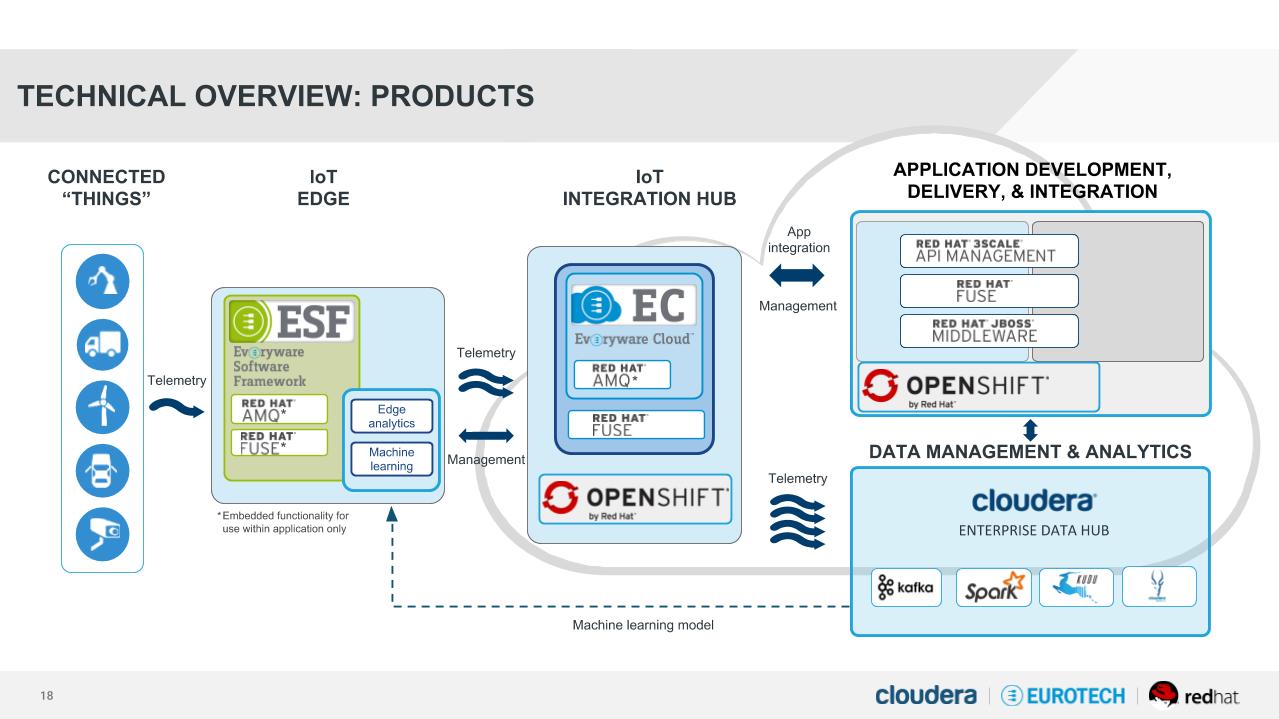 TECHNICAL OVERVIEW: PRODUCTS
CONNECTED
“THINGS”
IoT
EDGE
IoT
INTEGRATION HUB
APPLICATION DEVELOPMENT,
DELIVERY, & INTEGRATION
Telemetry
ESF
Everyware
Software
Framework
RED HAT
AMQ*
RED HAT
FUSE*
Edge
analytics
Machine
learning
*Embedded functionality for
use within application only
Telemetry
Management
EC
Everyware Cloud™
RED HAT
AMQ*
RED HAT
FUSE
OPENSHIFT
by Red Hat
App
integration
Management
Telemetry
RED HAT 3SCALE
API MANAGEMENT
RED HAT
FUSE
RED HAT JBOSS
MIDDLEWARE
OPENSHIFT
by Red Hat
DATA MANAGEMENT & ANALYTICS
cloudera
ENTERPRISE DATA HUB
kafka
Spark
KUDU
Machine learning model
18
cloudera
EUROTECH
redhat